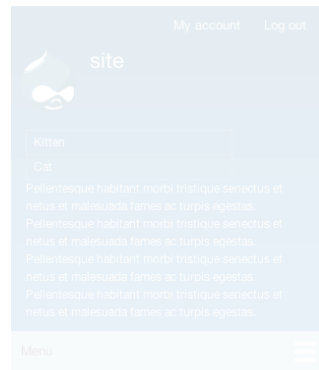 My account Log out
site
Kitten
Cat
Pellentesque habitant morbi tristique senectus et
netus et malesuada fames ac turpis egestas.
Pellentesque habitant morbi tristique senectus et
netus et malesuada fames ac turpis egestas.
Pellentesque habitant morbi tristique senectus et
netus et malesuada fames ac turpis egestas.
Pellentesque habitant morbi tristique senectus et
netus et malesuada fames ac turpis egestas.
Menu